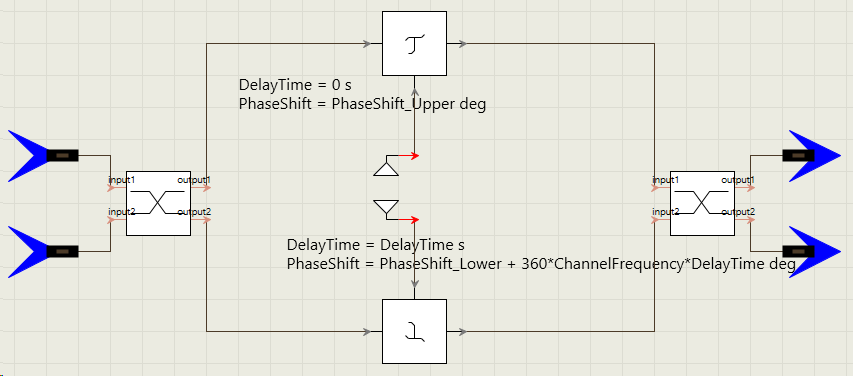 DelayTime = 0 s
PhaseShift = PhaseShift_Upper deg
input1
output1
input2
output2
input1
output1
input2
output2
DelayTime = DelayTime s
PhaseShift = PhaseShift_Lower + 360*ChannelFrequency*DelayTime deg